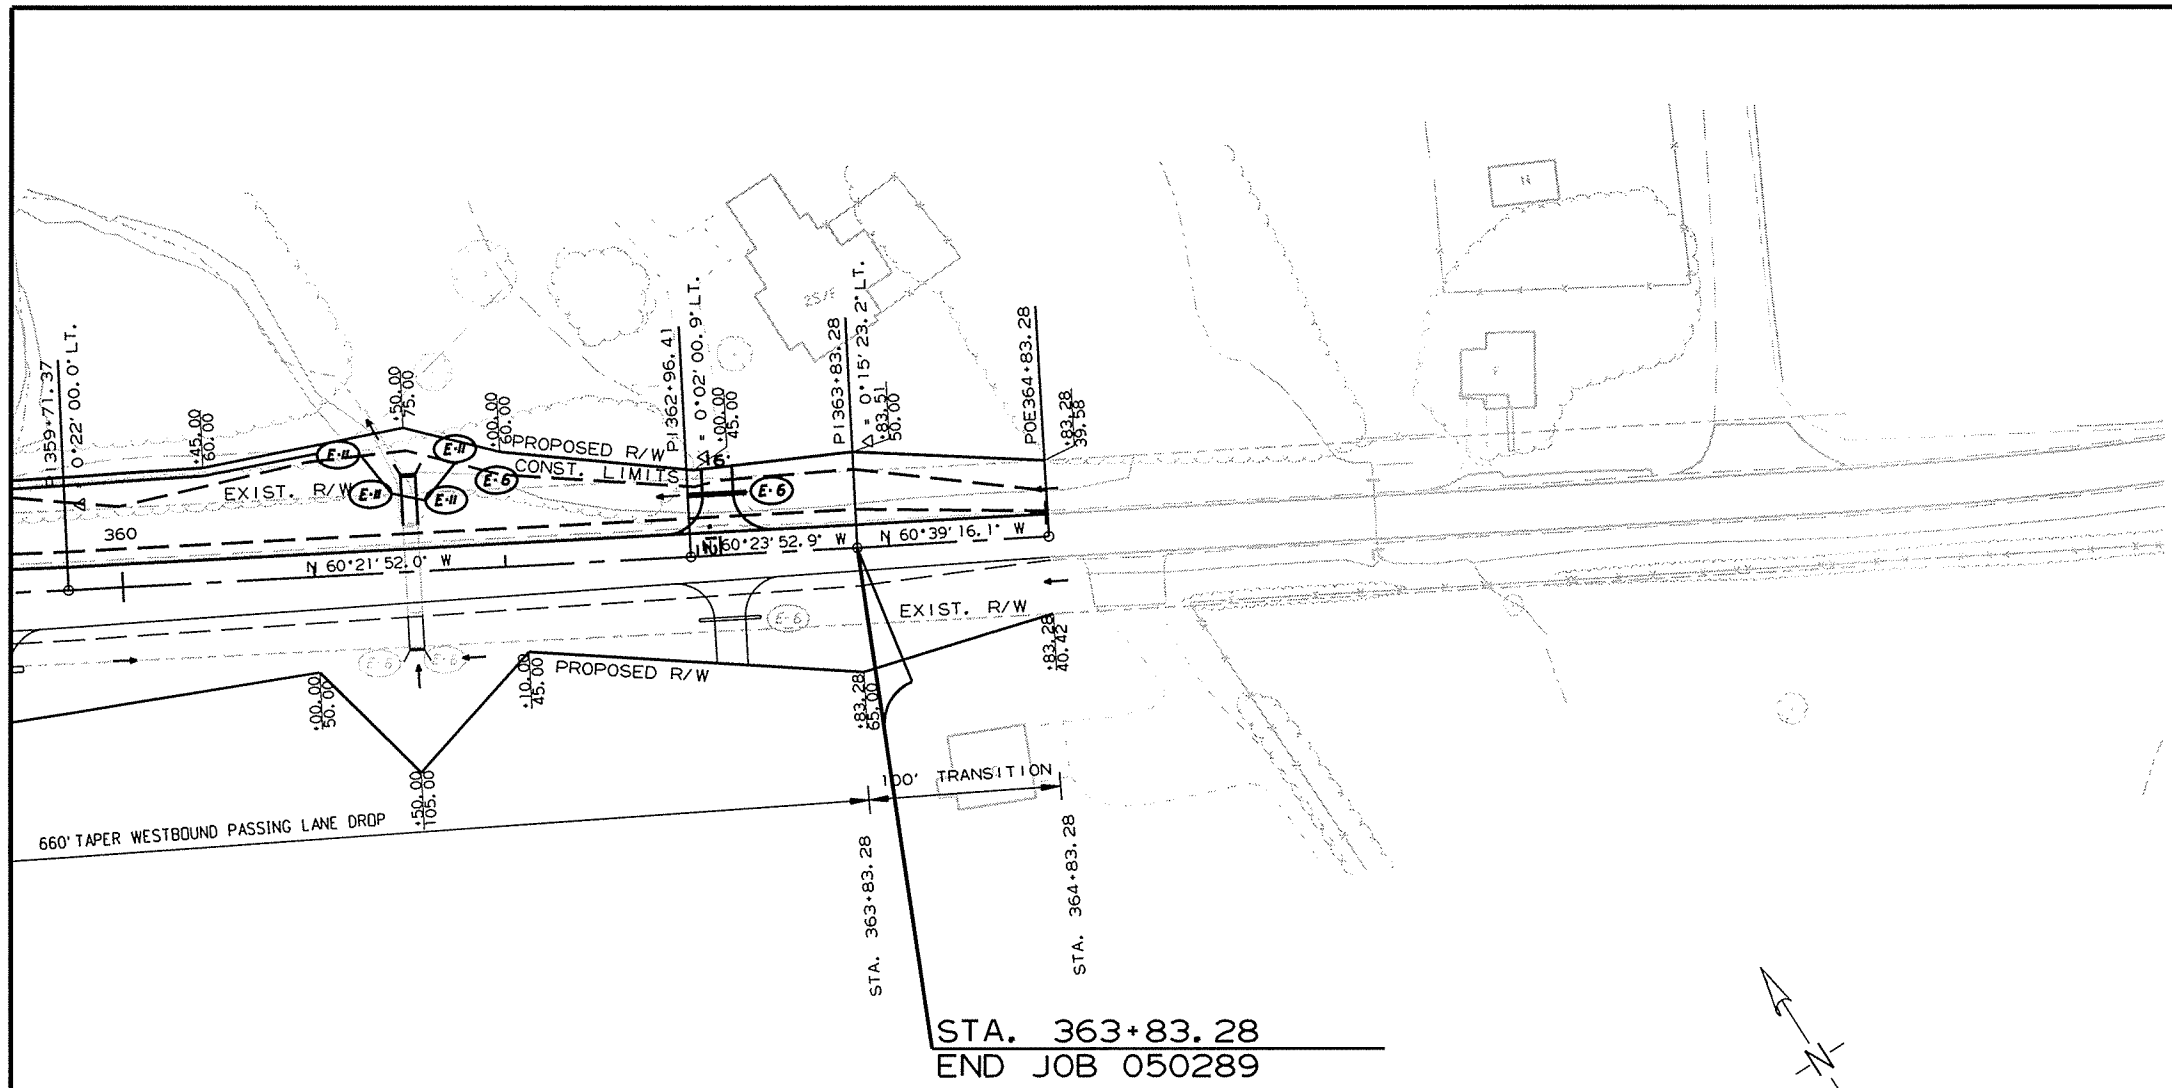 PI359+71.37
△ = 0°22'00.0" LT.
+45.00
60.00
+50.00
75.00
+00.00
60.00
PI362+96.41
△ = 0°02'00.9" LT.
+00.00
45.00
PI363+83.28
△ = 0°15'23.2" LT.
+83.51
50.00
POE364+83.28
+83.28
39.58
2S/F
PROPOSED R/W
CONST. LIMITS
EXIST. R/W
E-11
E-11
E-11
E-11
E-6
E-6
16'
360
N 60°21'52.0" W
N 60°23'52.9" W
N 60°39'16.1" W
EXIST. R/W
E-6
E-6
E-6
PROPOSED R/W
+00.00
50.00
+50.00
105.00
+10.00
45.00
+83.28
65.00
+83.28
40.42
100' TRANSITION
660' TAPER WESTBOUND PASSING LANE DROP
STA. 363+83.28
STA. 364+83.28
STA. 363+83.28
END JOB 050289
N